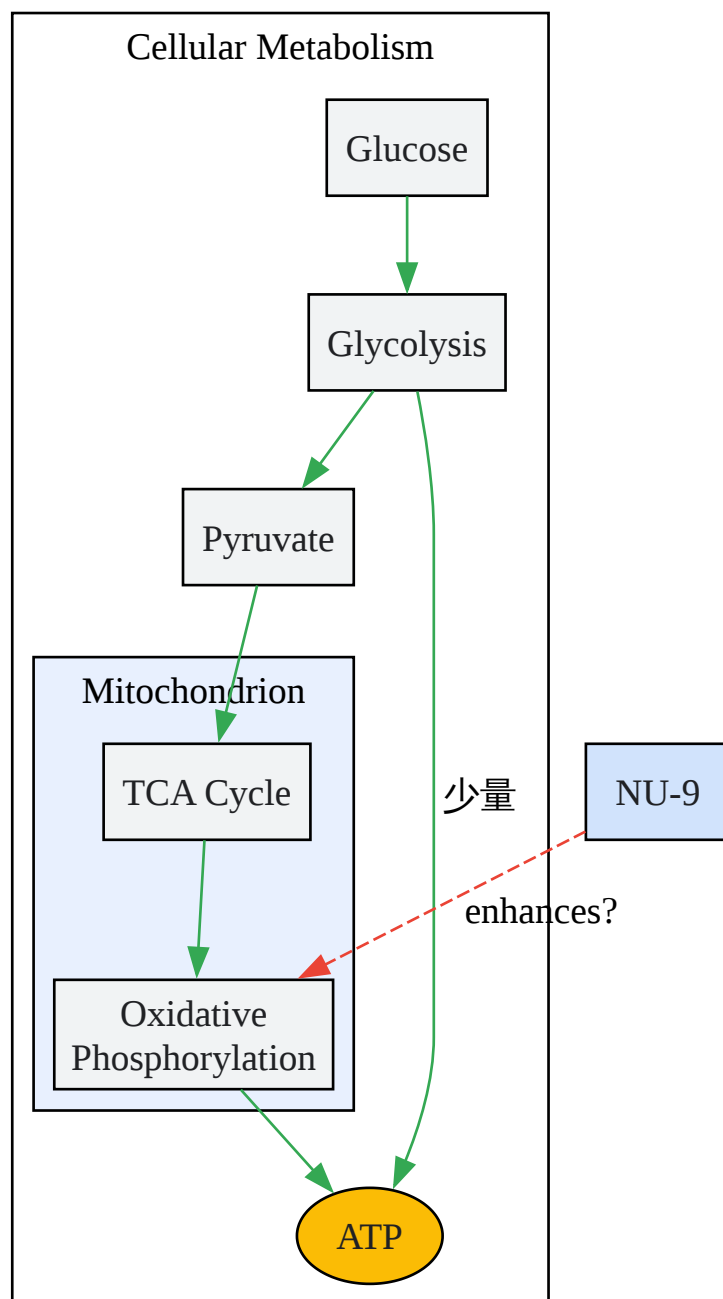 Cellular Metabolism
Glucose
Glycolysis
Pyruvate
Mitochondrion
TCA Cycle
少量
NU-9
enhances?
Oxidative
Phosphorylation
ATP